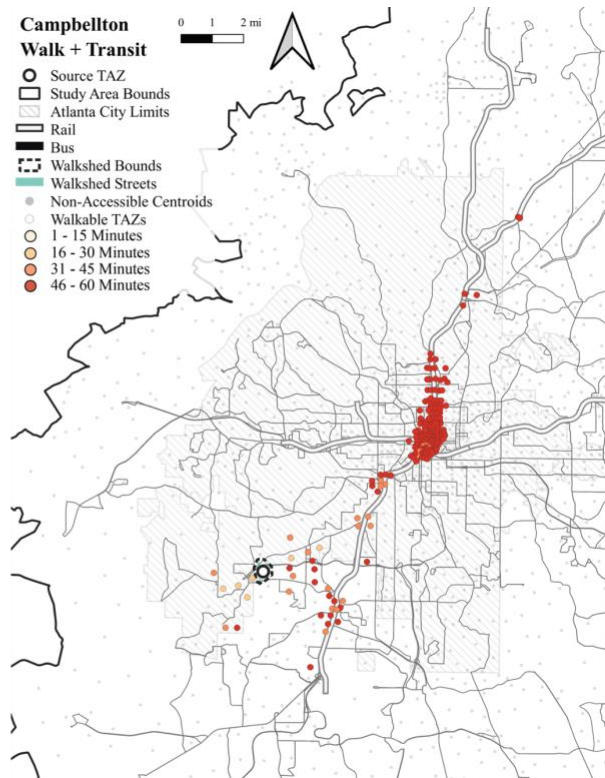 Campbellton
Walk + Transit
0 1 2 mi
Source TAZ
Study Area Bounds
Atlanta City Limits
Rail
Bus
Walkshed Bounds
Walkshed Streets
Non-Accessible Centroids
Walkable TAZs
1 - 15 Minutes
16 - 30 Minutes
31 - 45 Minutes
46 - 60 Minutes